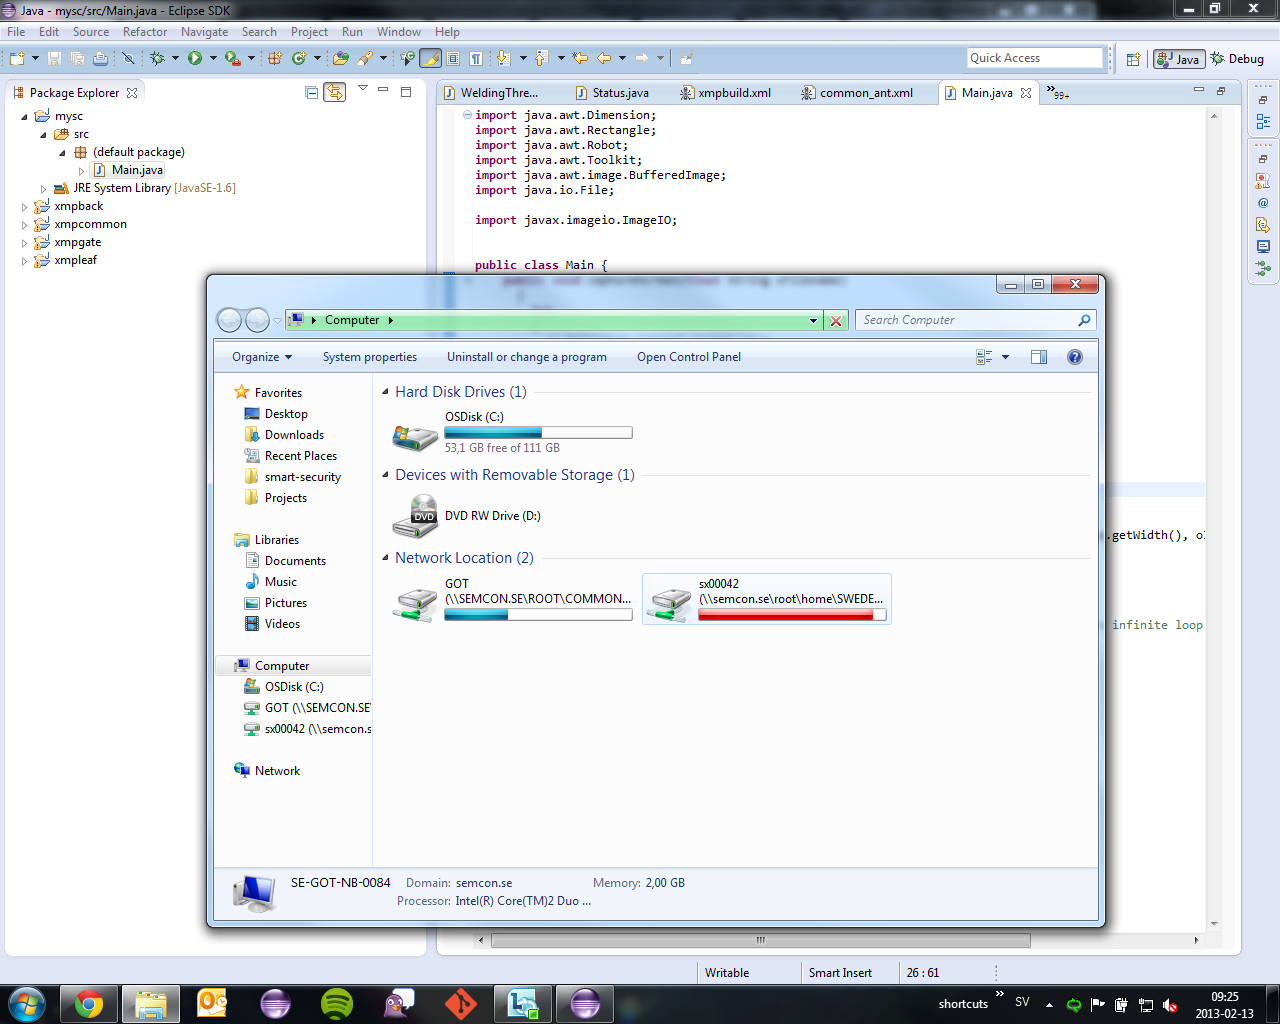 Java - mysc/src/Main.java - Eclipse SDK
File Edit Source Refactor Navigate Search Project Run Window Help
Quick Access
Java
Debug
Package Explorer
mysc
src
(default package)
Main.java
JRE System Library [JavaSE-1.6]
xmpback
xmpcommon
xmpgate
xmpleaf
WeldingThre...
Status.java
xmpbuild.xml
common_ant.xml
Main.java
99+
import java.awt.Dimension;
import java.awt.Rectangle;
import java.awt.Robot;
import java.awt.Toolkit;
import java.awt.image.BufferedImage;
import java.io.File;
import javax.imageio.ImageIO;
public class Main {
.getWidth(), o
infinite loop
Computer
Search Computer
Organize
System properties
Uninstall or change a program
Open Control Panel
Favorites
Desktop
Downloads
Recent Places
smart-security
Projects
Libraries
Documents
Music
Pictures
Videos
Computer
OSDisk (C:)
GOT (\\SEMCON.SE
sx00042 (\\semcon.s
Network
Hard Disk Drives (1)
OSDisk (C:)
53,1 GB free of 111 GB
Devices with Removable Storage (1)
DVD
DVD RW Drive (D:)
Network Location (2)
GOT
(\\SEMCON.SE\ROOT\COMMON...
sx00042
(\\semcon.se\root\home\SWEDE...
SE-GOT-NB-0084
Domain: semcon.se
Memory: 2,00 GB
Processor: Intel(R) Core(TM)2 Duo ...
Writable
Smart Insert
26 : 61
shortcuts
SV
09:25
2013-02-13